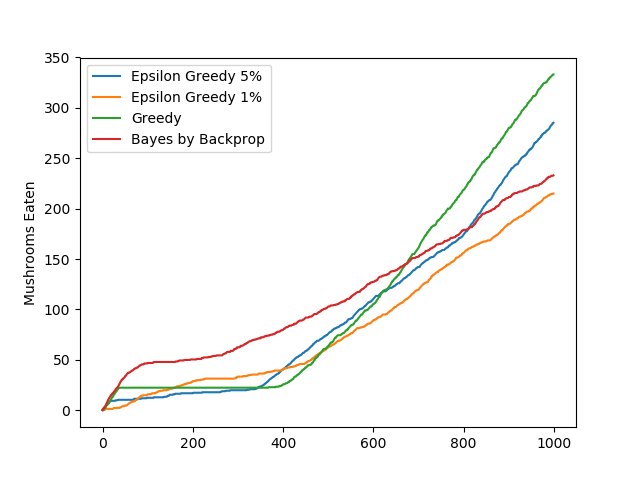 Epsilon Greedy 5%
Epsilon Greedy 1%
Greedy
Bayes by Backprop
Mushrooms Eaten
350
300
250
200
150
100
50
0
0 200 400 600 800 1000